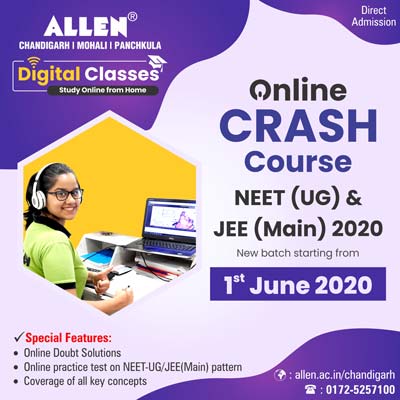 ALLEN®
CHANDIGARH | MOHALI | PANCHKULA
Digital Classes
Study Online from Home
Direct
Admission
Online
CRASH
Course
NEET (UG) &
JEE (Main) 2020
New batch starting from
1st June 2020
✓Special Features:
• Online Doubt Solutions
• Online practice test on NEET-UG/JEE(Main) pattern
• Coverage of all key concepts
: allen.ac.in/chandigarh
: 0172-5257100